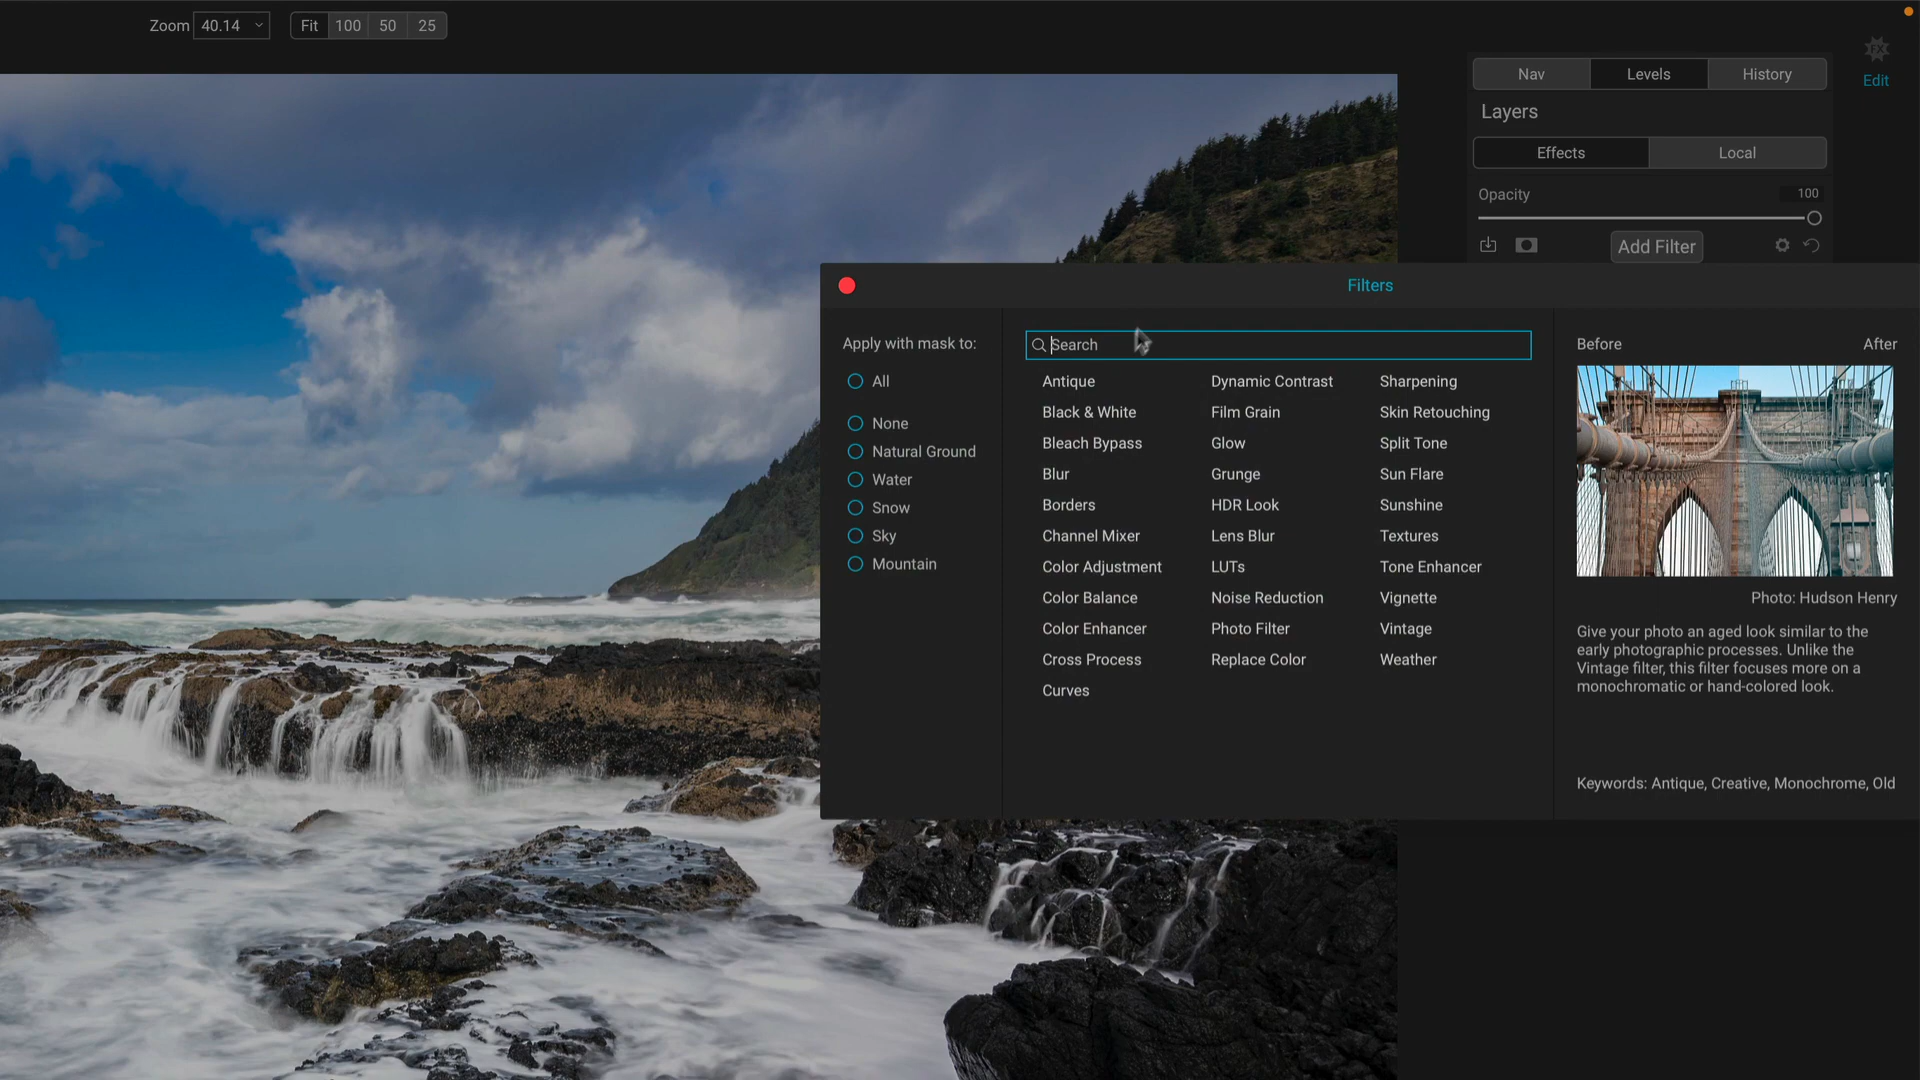 Zoom 40.14 Fit 100 50 25
FX
Edit
Nav Levels History
Layers
Effects Local
Opacity 100
Add Filter
Filters
Apply with mask to:
All
None
Natural Ground
Water
Snow
Sky
Mountain
Search
Antique
Black & White
Bleach Bypass
Blur
Borders
Channel Mixer
Color Adjustment
Color Balance
Color Enhancer
Cross Process
Curves
Dynamic Contrast
Film Grain
Glow
Grunge
HDR Look
Lens Blur
LUTs
Noise Reduction
Photo Filter
Replace Color
Sharpening
Skin Retouching
Split Tone
Sun Flare
Sunshine
Textures
Tone Enhancer
Vignette
Vintage
Weather
Before After
Photo: Hudson Henry
Give your photo an aged look similar to the
early photographic processes. Unlike the
Vintage filter, this filter focuses more on a
monochromatic or hand-colored look.
Keywords: Antique, Creative, Monochrome, Old